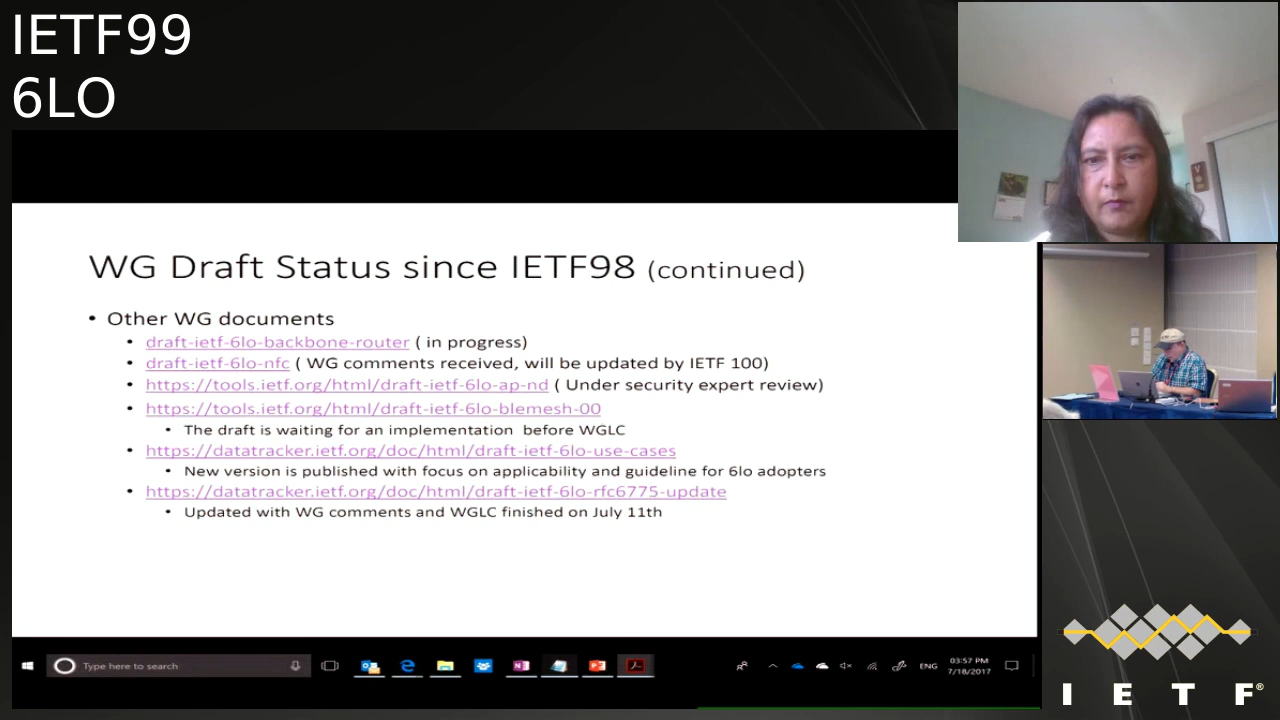 IETF99
6LO
WG Draft Status since IETF98 (continued)
• Other WG documents
• draft-ietf-6lo-backbone-router ( in progress)
• draft-ietf-6lo-nfc ( WG comments received, will be updated by IETF 100)
• https://tools.ietf.org/html/draft-ietf-6lo-ap-nd ( Under security expert review)
• https://tools.ietf.org/html/draft-ietf-6lo-blemesh-00
• The draft is waiting for an implementation before WGLC
• https://datatracker.ietf.org/doc/html/draft-ietf-6lo-use-cases
• New version is published with focus on applicability and guideline for 6lo adopters
• https://datatracker.ietf.org/doc/html/draft-ietf-6lo-rfc6775-update
• Updated with WG comments and WGLC finished on July 11th
Type here to search
ENG
03:57 PM
7/18/2017
I E T F®